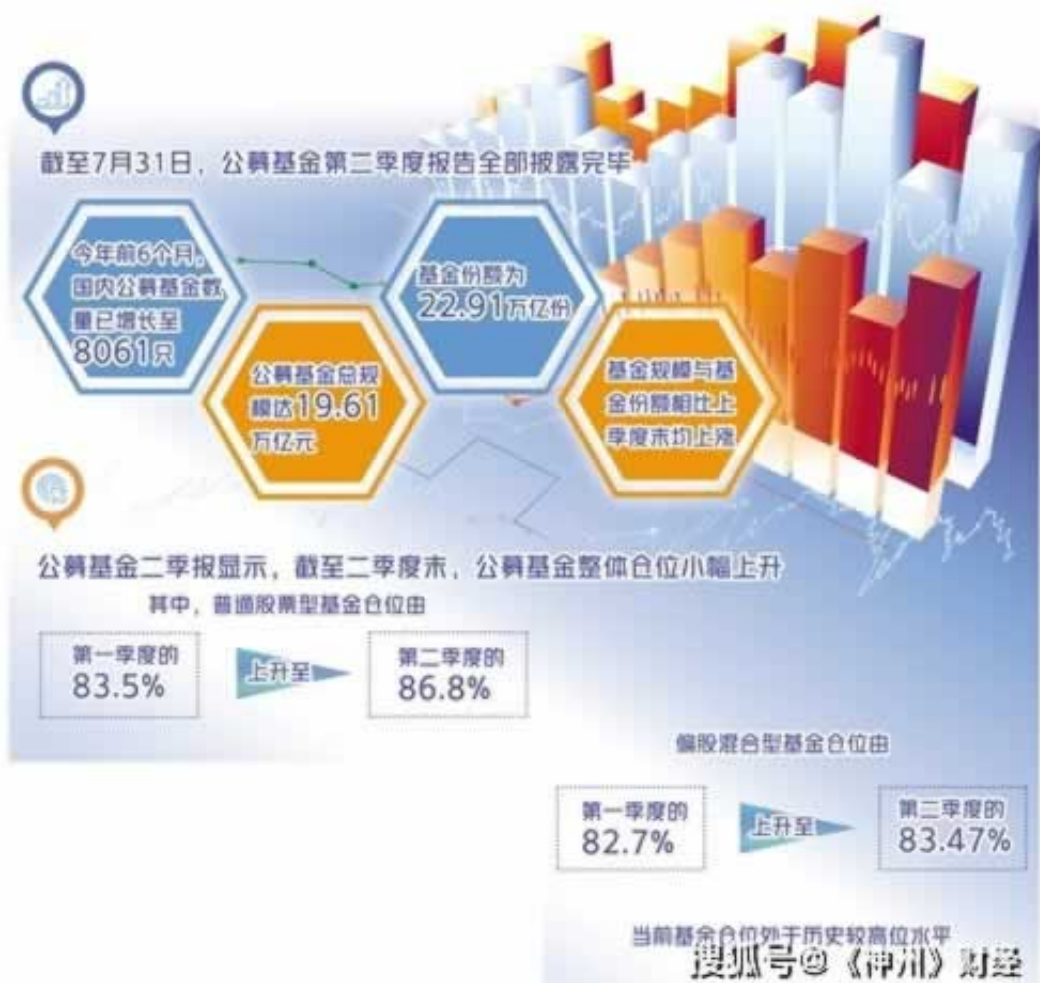 截至7月31日，公募基金第二季度报告全部披露完毕
今年前6个月，
国内公募基金数
量已增长至
8061只
公募基金总规
模达19.61
万亿元
基金份额为
22.91万亿份
基金规模与基
金份额相比上
季度末均上涨
公募基金二季报显示，截至二季度末，公募基金整体仓位小幅上升
其中，普通股票型基金仓位由
第一季度的
83.5%
上升至
第二季度的
86.8%
偏股混合型基金仓位由
第一季度的
82.7%
上升至
第二季度的
83.47%
当前基金仓位处于历史较高位水平
搜狐号@《神州》财经